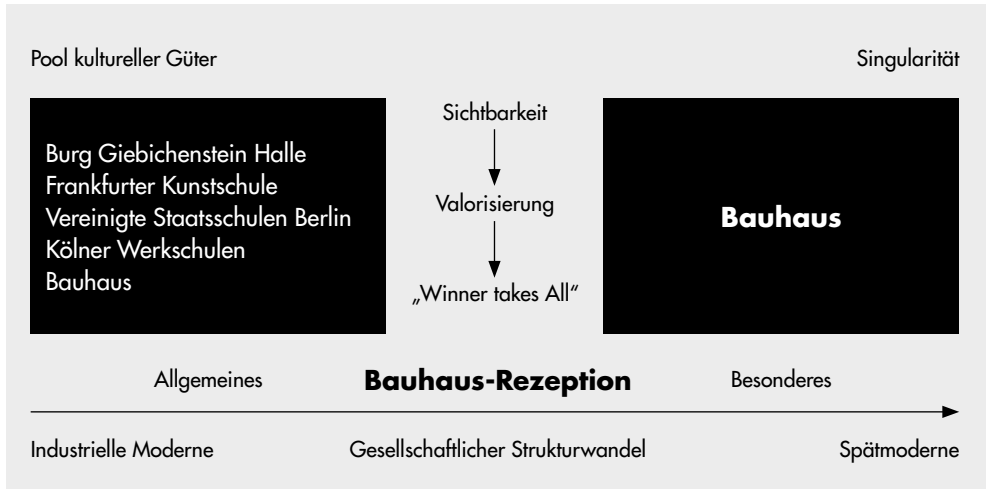 Pool kultureller Güter
Singularität
Burg Giebichenstein Halle
Frankfurter Kunstschule
Vereinigte Staatsschulen Berlin
Kölner Werkschulen
Bauhaus
Sichtbarkeit
Valorisierung
„Winner takes All“
Bauhaus
Allgemeines
Bauhaus-Rezeption
Besonderes
Industrielle Moderne
Gesellschaftlicher Strukturwandel
Spätmoderne